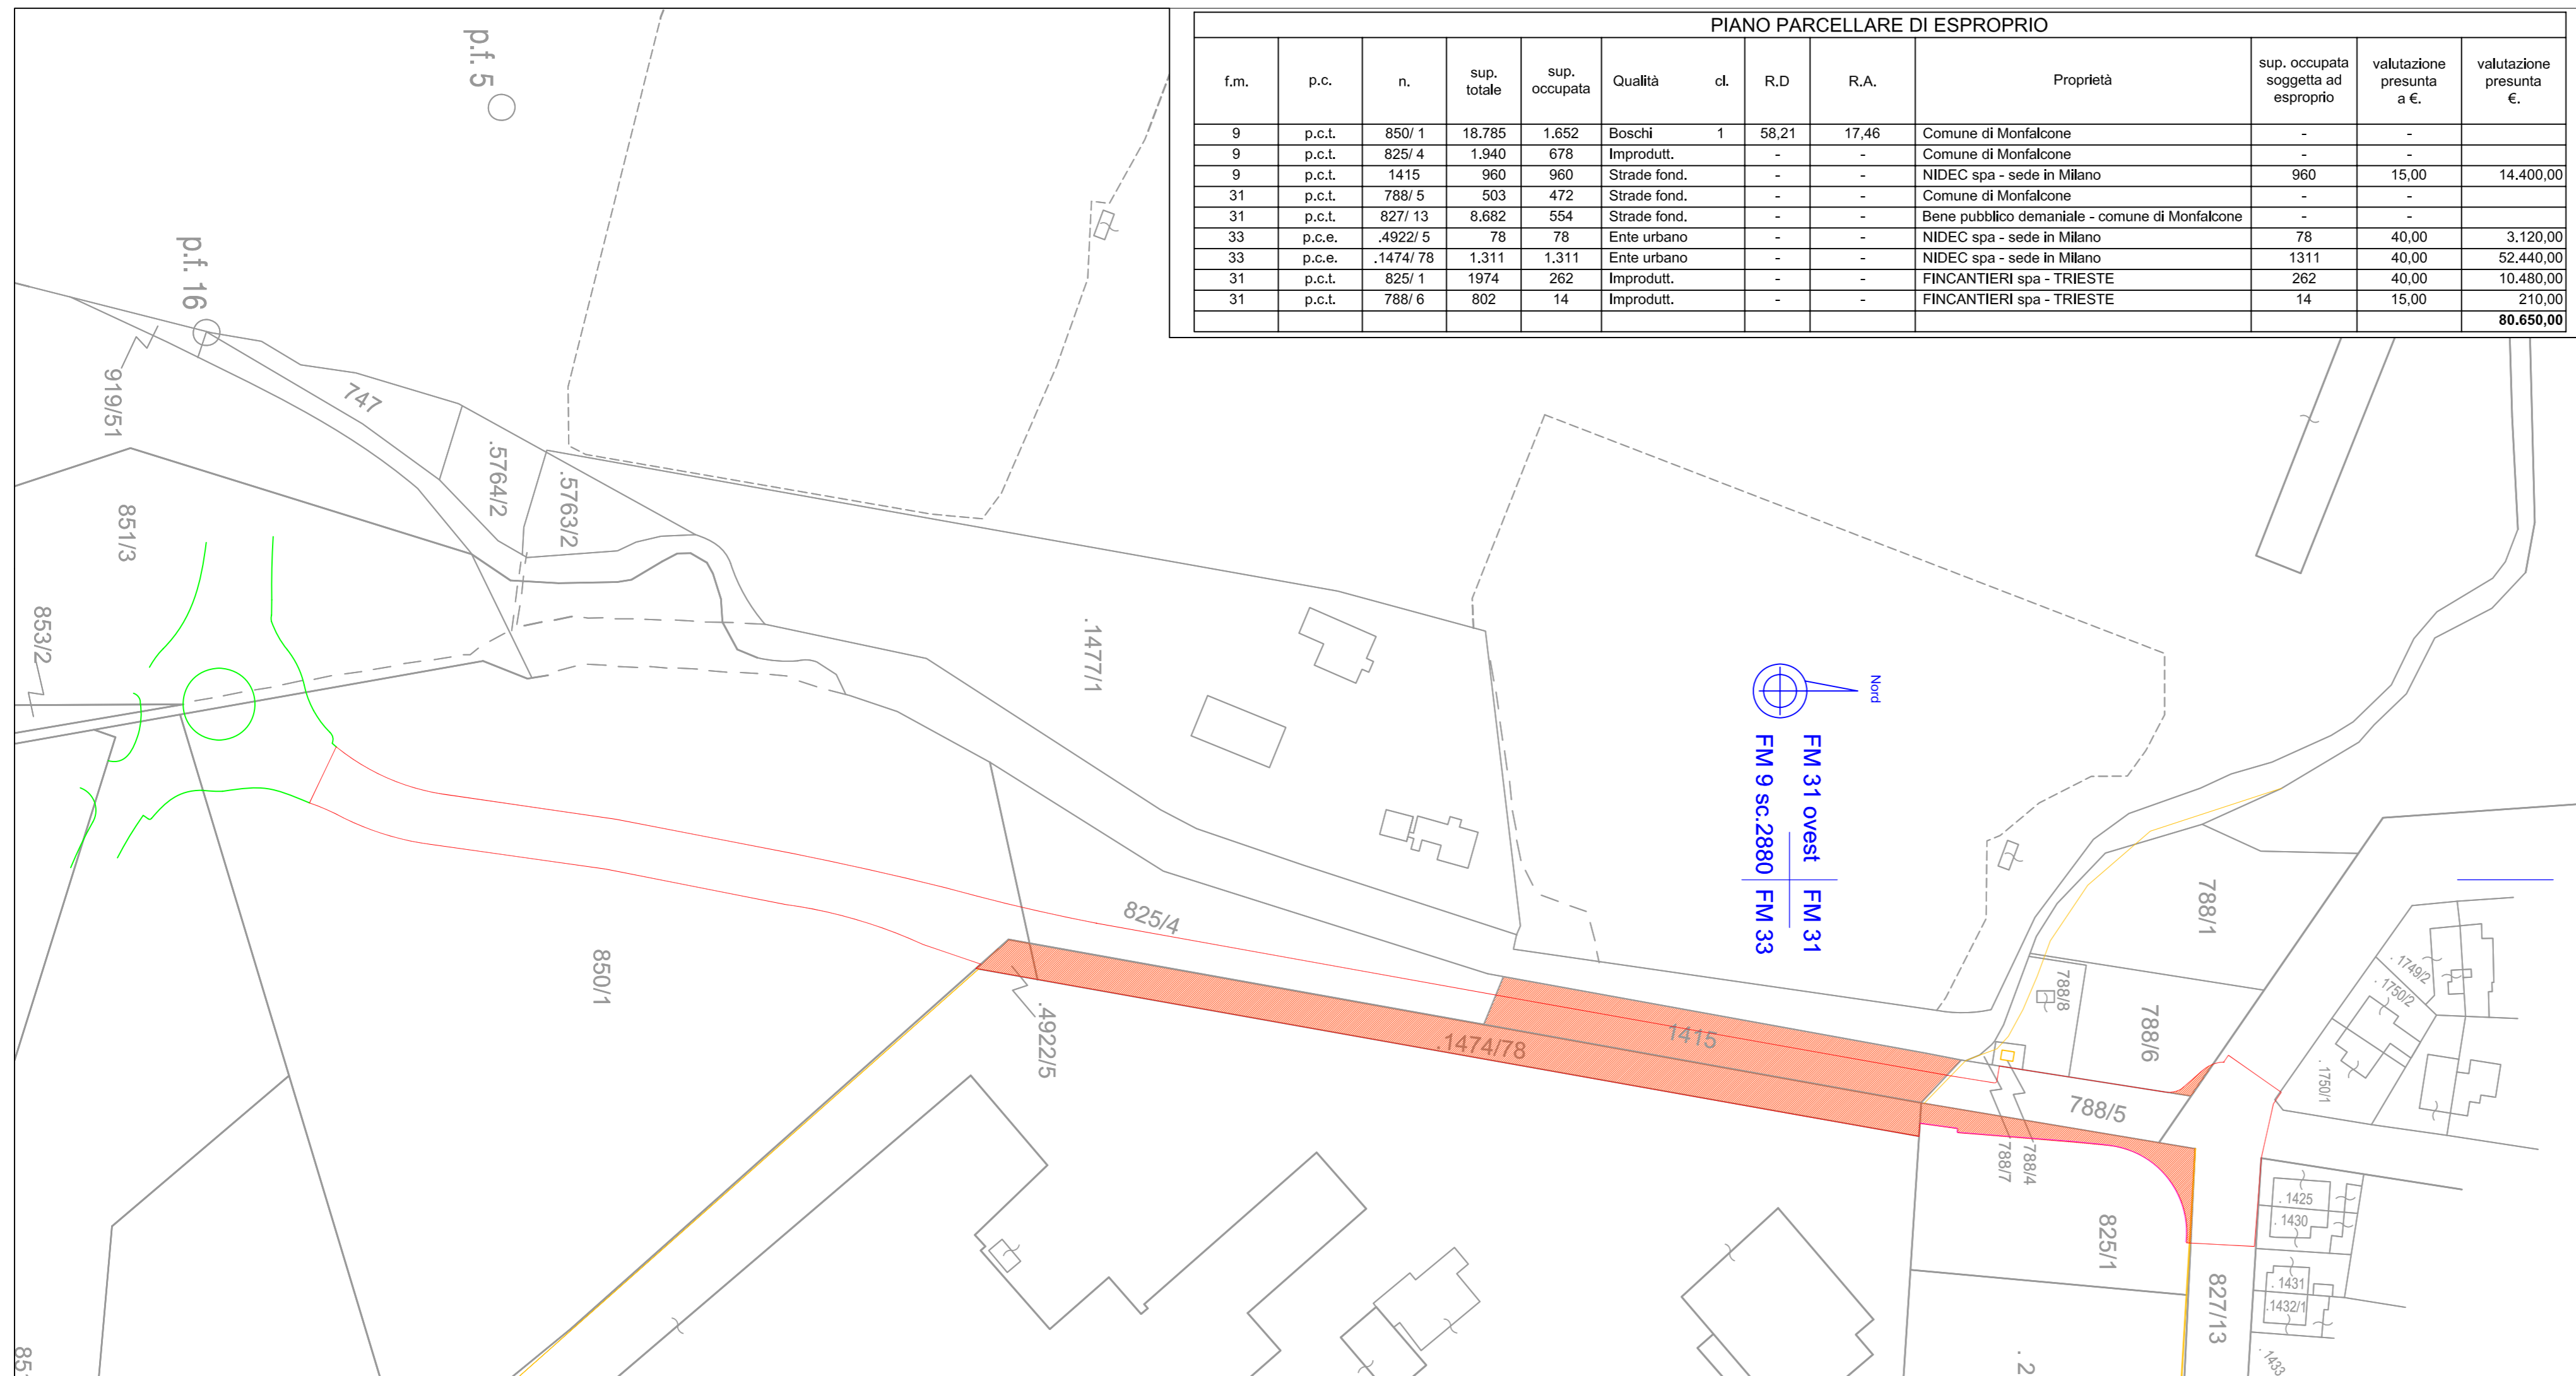 PIANO PARCELLARE DI ESPROPRIO
f.m. p.c. n. sup. totale sup. occupata Qualità cl. R.D R.A. Proprietà sup. occupata soggetta ad esproprio valutazione presunta a €. valutazione presunta €.
9 p.c.t. 850/ 1 18.785 1.652 Boschi 1 58,21 17,46 Comune di Monfalcone - -
9 p.c.t. 825/ 4 1.940 678 Improdutt. - - Comune di Monfalcone - -
9 p.c.t. 1415 960 960 Strade fond. - - NIDEC spa - sede in Milano 960 15,00 14.400,00
31 p.c.t. 788/ 5 503 472 Strade fond. - - Comune di Monfalcone - -
31 p.c.t. 827/ 13 8.682 554 Strade fond. - - Bene pubblico demaniale - comune di Monfalcone - -
33 p.c.e. .4922/ 5 78 78 Ente urbano - - NIDEC spa - sede in Milano 78 40,00 3.120,00
33 p.c.e. .1474/ 78 1.311 1.311 Ente urbano - - NIDEC spa - sede in Milano 1311 40,00 52.440,00
31 p.c.t. 825/ 1 1974 262 Improdutt. - - FINCANTIERI spa - TRIESTE 262 40,00 10.480,00
31 p.c.t. 788/ 6 802 14 Improdutt. - - FINCANTIERI spa - TRIESTE 14 15,00 210,00
80.650,00
p.f. 5
p.f. 16
919/51
747
.5764/2
.5763/2
851/3
853/2
.1477/1
Nord
FM 31 ovest FM 31
FM 9 sc.2880 FM 33
825/4
850/1
.4922/5
.1474/78
1415
788/1
788/8
788/6
788/5
788/4
788/7
825/1
827/13
. 1749/2
. 1750/2
. 1750/1
. 1425
. 1430
. 1431
.1432/1
. 1433
. 2
85